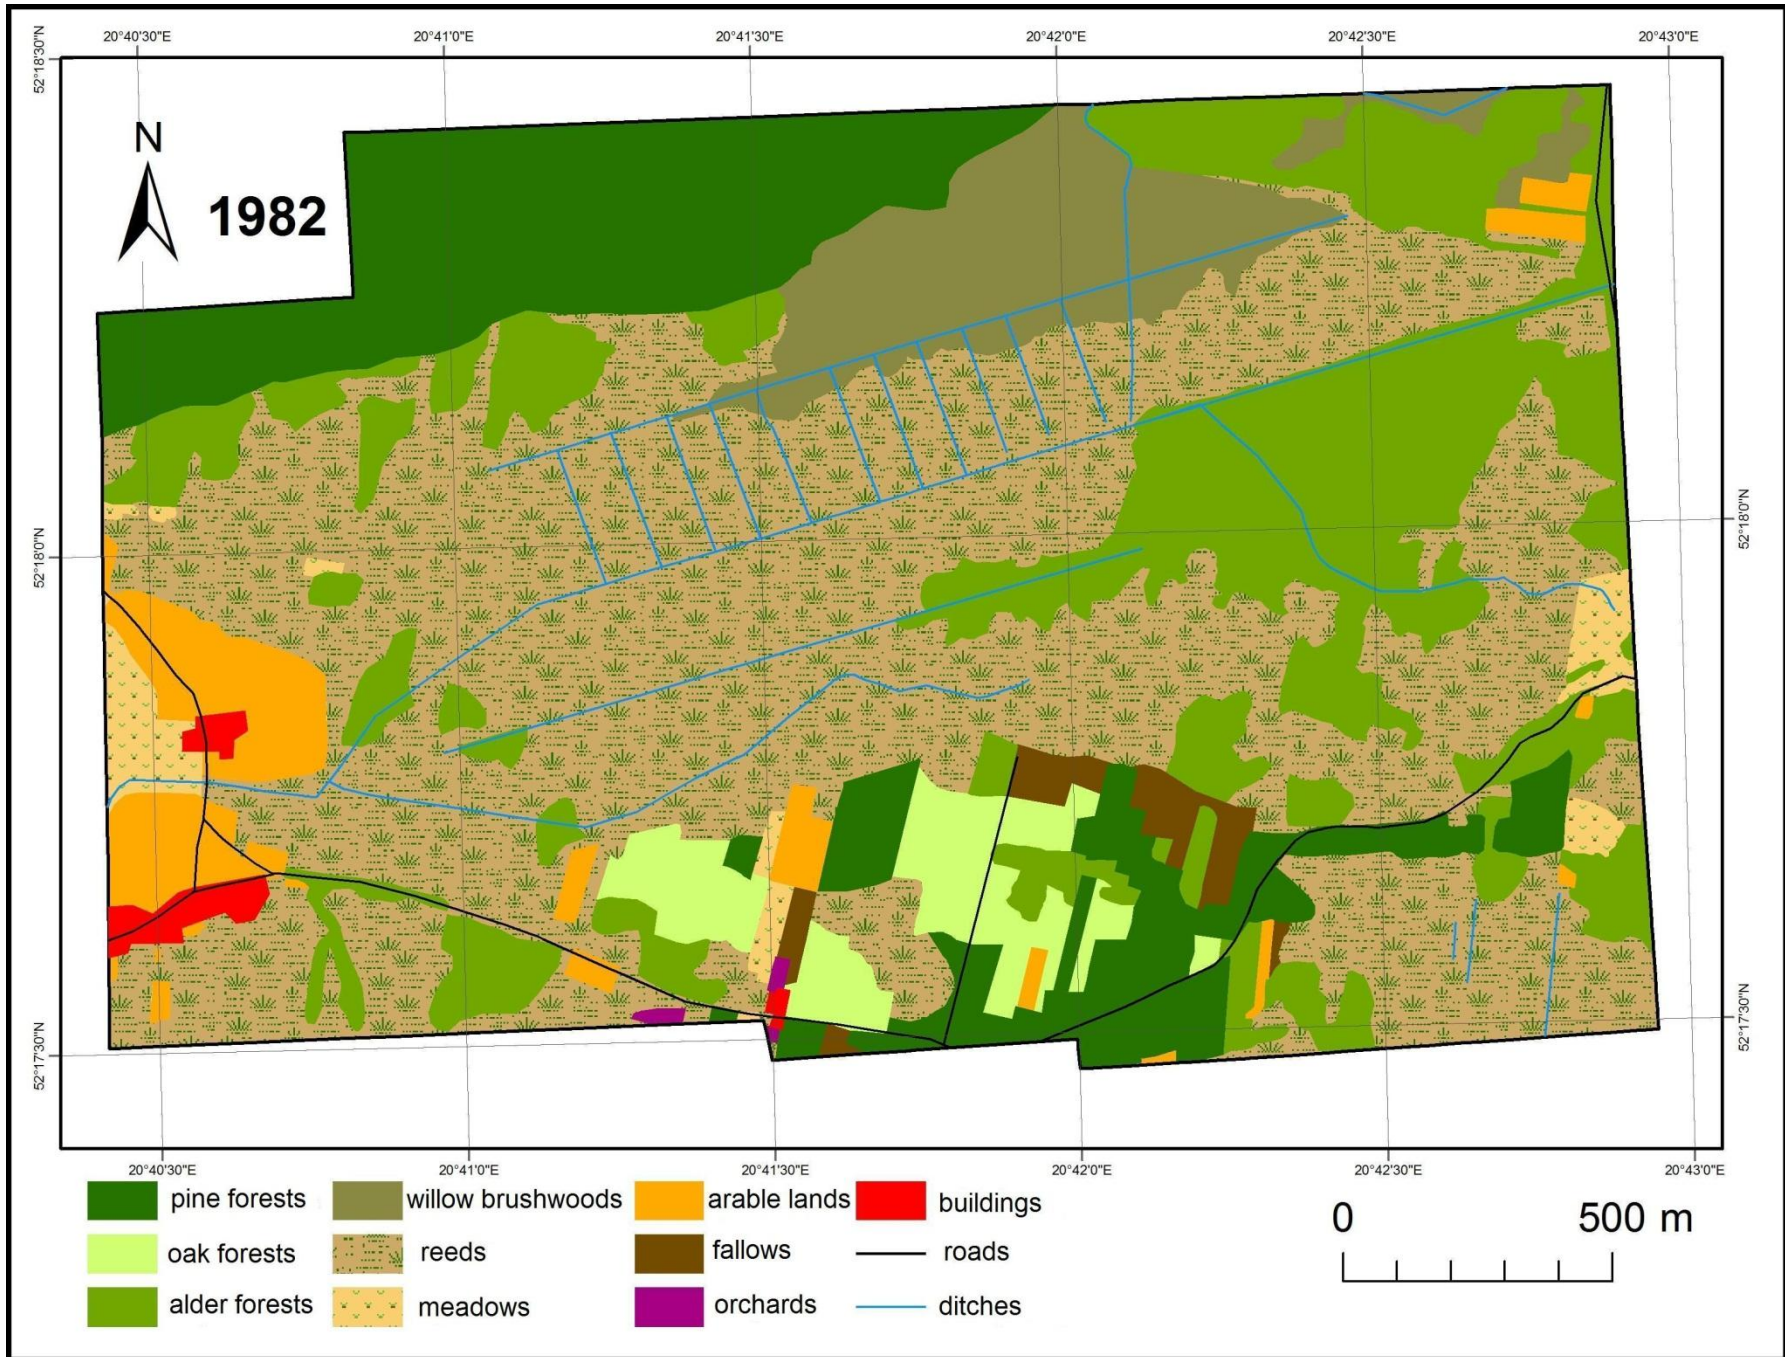 20°40'30"E 20°41'0"E 20°41'30"E 20°42'0"E 20°42'30"E 20°43'0"E
52°18'30"N
N
1982
52°18'0"N
52°18'0"N
52°17'30"N
52°17'30"N
20°40'30"E 20°41'0"E 20°41'30"E 20°42'0"E 20°42'30"E 20°43'0"E
pine forests willow brushwoods arable lands buildings
oak forests reeds fallows roads
alder forests meadows orchards ditches
0 500 m